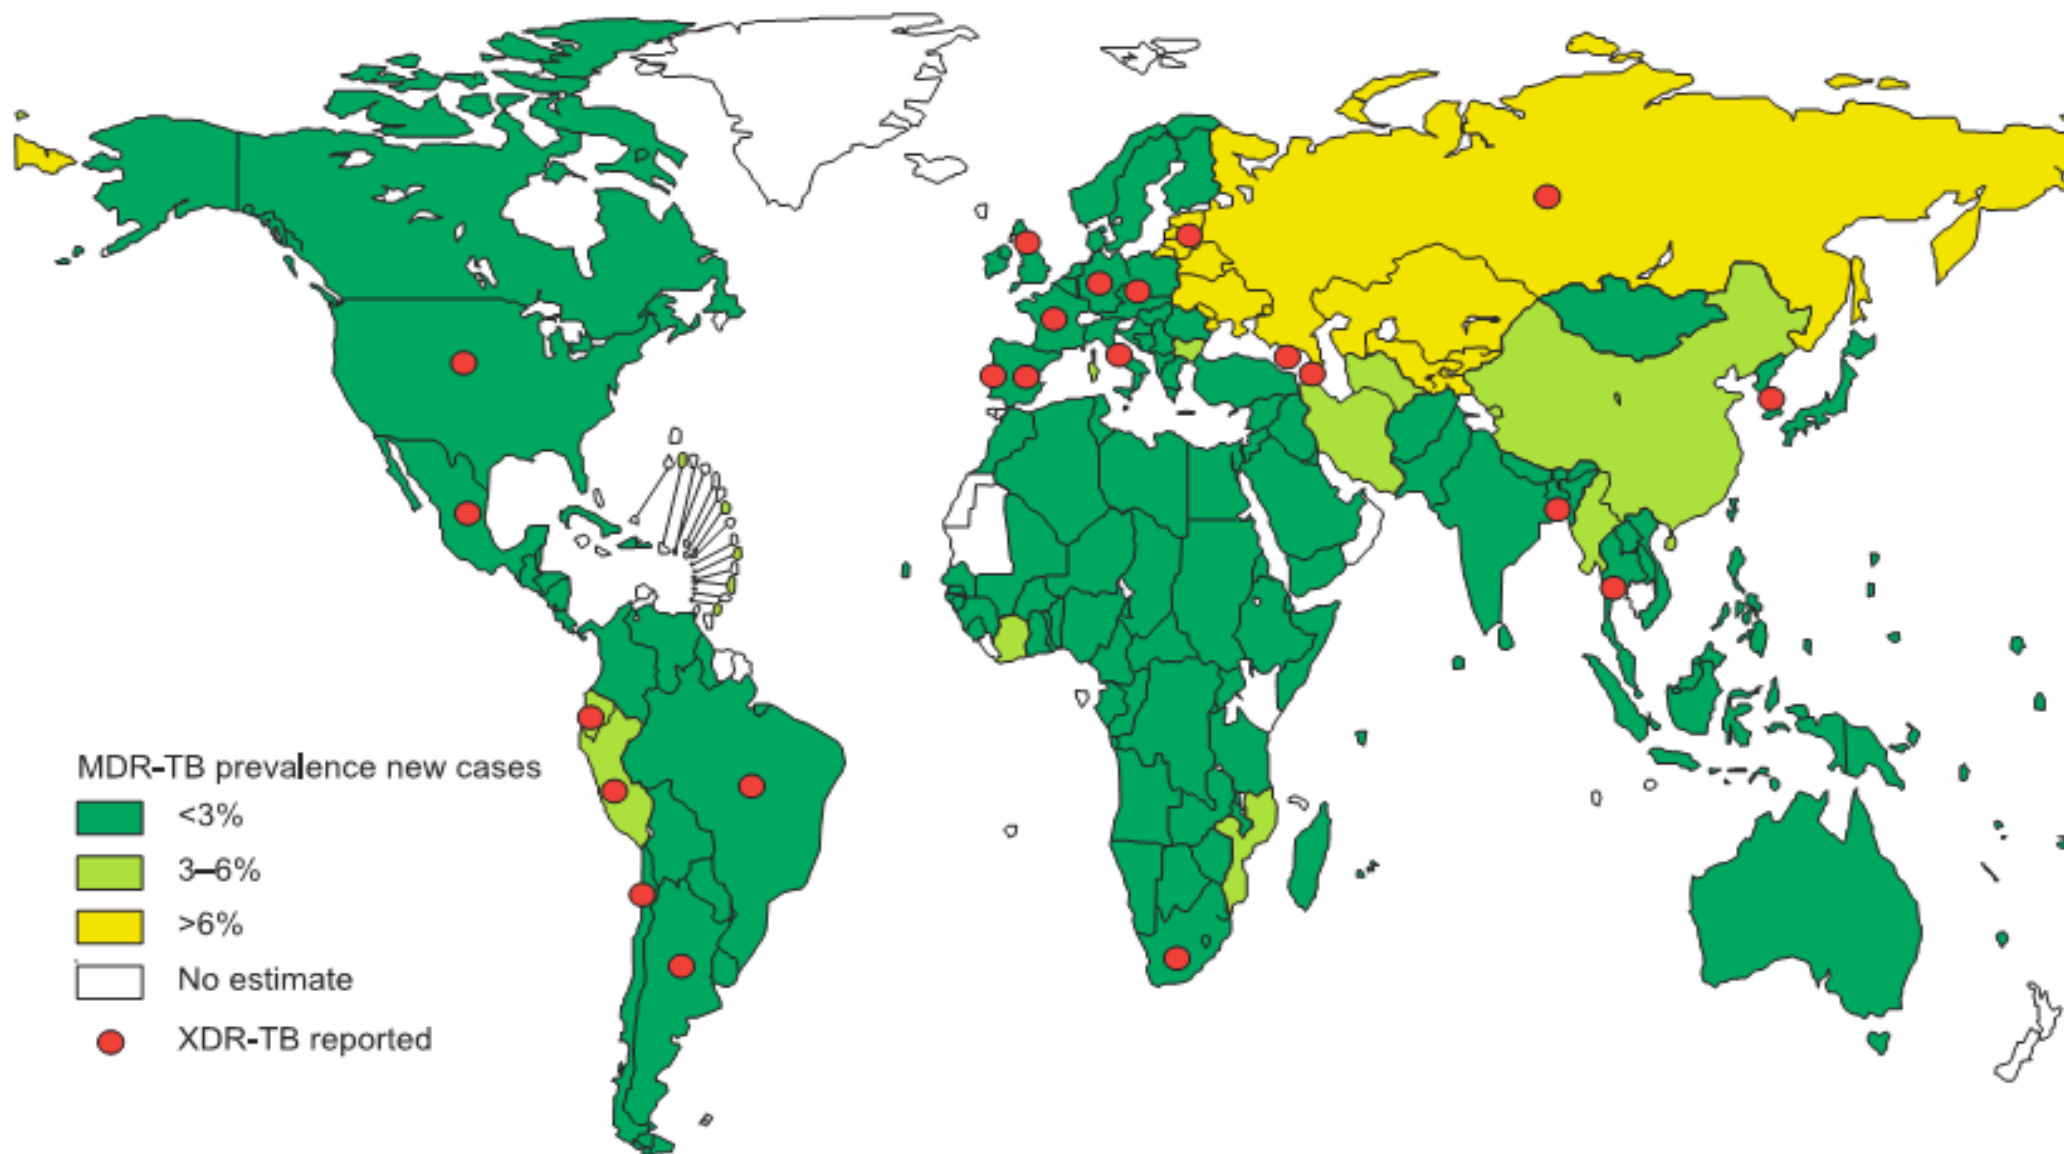 MDR-TB prevalence new cases
<3%
3–6%
>6%
No estimate
XDR-TB reported